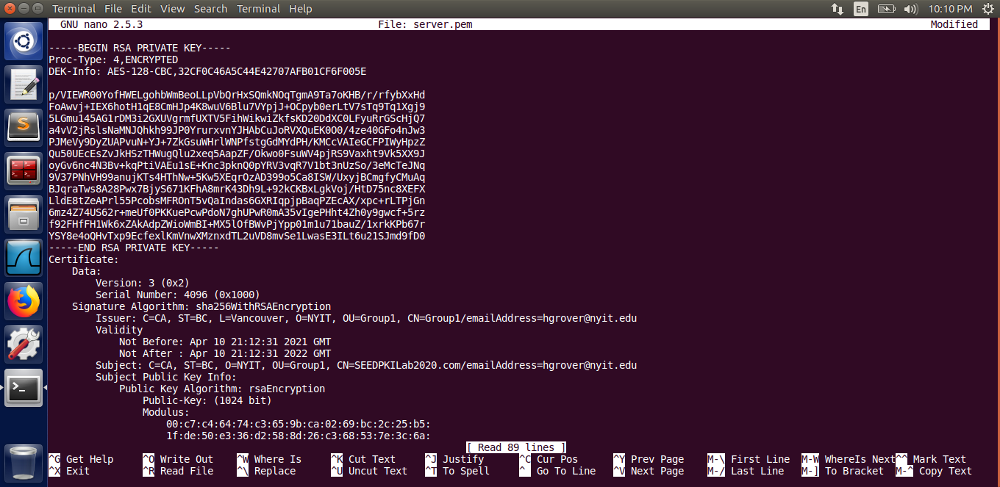 Terminal File Edit View Search Terminal Help En 10:10 PM
GNU nano 2.5.3 File: server.pem Modified
-----BEGIN RSA PRIVATE KEY-----
Proc-Type: 4,ENCRYPTED
DEK-Info: AES-128-CBC,32CF0C46A5C44E42707AFB01CF6F005E
p/VIEWR00YofHWELgohbWmBeoLLpVbQrHxSQmkNOqTgmA9Ta7oKHB/r/rfybXxHd
FoAwvj+IEX6hotH1qE8CmHJp4K8wuV6Blu7VYpjJ+OCpyb0erLtV7sTq9Tq1Xgj9
5LGmu145AG1rDM3i2GXUVgrmfUXTV5FihWikwiZkfsKD20DdXC0LFyuRrGScHjQ7
a4vV2jRslsNaMNJQhkh99JP0YrurxvnYJHAbCuJoRVXQuEK0O0/4ze40GFo4nJw3
PJMeVy9DyZUAPvuN+YJ+7ZkGsuWHrlWNPfstgGdMYdPH/KMCcVAIeGCFPIWyHpzZ
Qu50UEcEsZvJkHSzTHWugQlu2xeq5AapZF/Okwo0FsuWV4pjRS9Vaxht9Vk5XX9J
oyGv6nc4N3Bv+kqPtiVAEu1sE+Knc3pknQ0pYRV3vqR7V1bt3nUzSo/3eMcTeJNq
9V37PNhVH99anujKTs4HThNw+5Kw5XEqrOzAD399o5Ca8ISW/UxyjBCmgfyCMuAq
BJqraTws8A28Pwx7BjyS671KFhA8mrK43Dh9L+92kCKBxLgkVoj/HtD75nc8XEFX
LldE8tZeAPrl55PcobsMFROnT5vQaIndas6GXRIqpjpBaqPZEcAX/xpc+rLTPjGn
6mz4Z74US62r+meUf0PKKuePcwPdoN7ghUPwR0mA35vIgePHht4Zh0y9gwcf+5rz
f92FHfFH1Wk6xZAkAdpZWioWmBI+MX5lOfBWvPjYpp01m1u71bauZ/1xrkKPb67r
YSY8e4oQHvTxp9EcfexlKmVnwXMznxdTL2uVD8mvSe1LwasE3ILt6u21SJmd9fD0
-----END RSA PRIVATE KEY-----
Certificate:
Data:
Version: 3 (0x2)
Serial Number: 4096 (0x1000)
Signature Algorithm: sha256WithRSAEncryption
Issuer: C=CA, ST=BC, L=Vancouver, O=NYIT, OU=Group1, CN=Group1/emailAddress=hgrover@nyit.edu
Validity
Not Before: Apr 10 21:12:31 2021 GMT
Not After : Apr 10 21:12:31 2022 GMT
Subject: C=CA, ST=BC, O=NYIT, OU=Group1, CN=SEEDPKILab2020.com/emailAddress=hgrover@nyit.edu
Subject Public Key Info:
Public Key Algorithm: rsaEncryption
Public-Key: (1024 bit)
Modulus:
00:c7:c4:64:74:c3:65:9b:ca:02:69:bc:2c:25:b5:
1f:de:50:e3:36:d2:58:8d:26:c3:68:53:7e:3c:6a:
[ Read 89 lines ]
^G Get Help ^O Write Out ^W Where Is ^K Cut Text ^J Justify ^C Cur Pos ^Y Prev Page M-\ First Line M-W WhereIs Next ^^ Mark Text
^X Exit ^R Read File ^\ Replace ^U Uncut Text ^T To Spell ^_ Go To Line ^V Next Page M-/ Last Line M-] To Bracket M-^ Copy Text